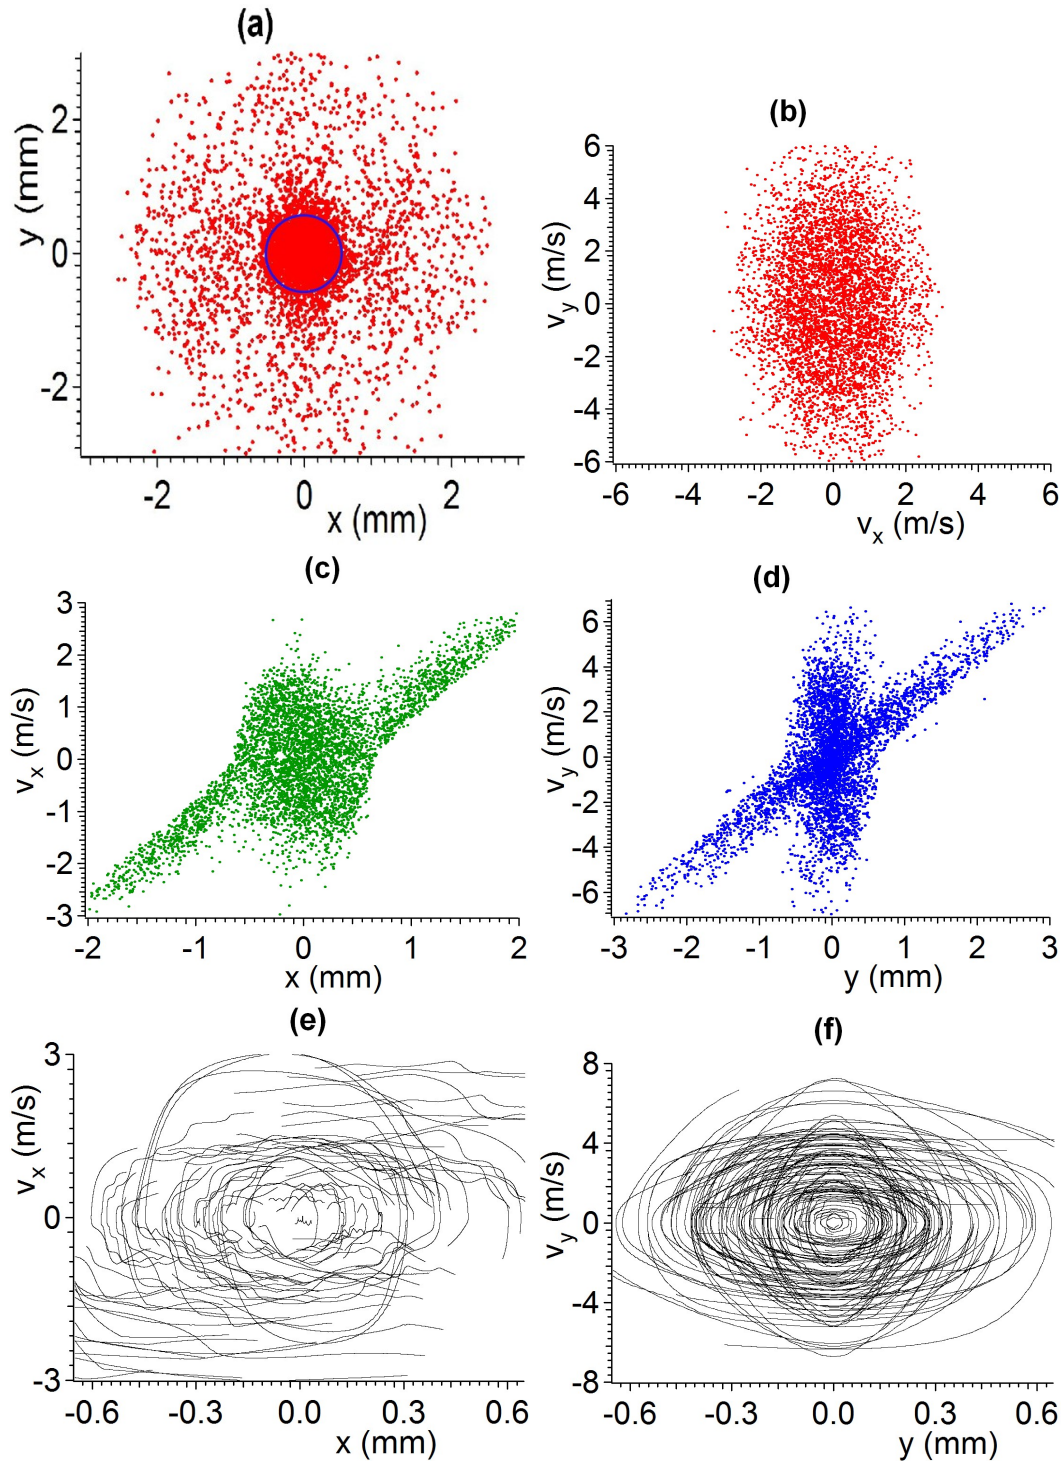 (a)
y (mm)
2
0
-2
-2 0 2
x (mm)
(b)
v_y (m/s)
6
4
2
0
-2
-4
-6
-6 -4 -2 0 2 4 6
v_x (m/s)
(c)
v_x (m/s)
3
2
1
0
-1
-2
-3
-2 -1 0 1 2
x (mm)
(d)
v_y (m/s)
6
4
2
0
-2
-4
-6
-3 -2 -1 0 1 2 3
y (mm)
(e)
v_x (m/s)
3
0
-3
-0.6 -0.3 0.0 0.3 0.6
x (mm)
(f)
v_y (m/s)
8
4
0
-4
-8
-0.6 -0.3 0.0 0.3 0.6
y (mm)